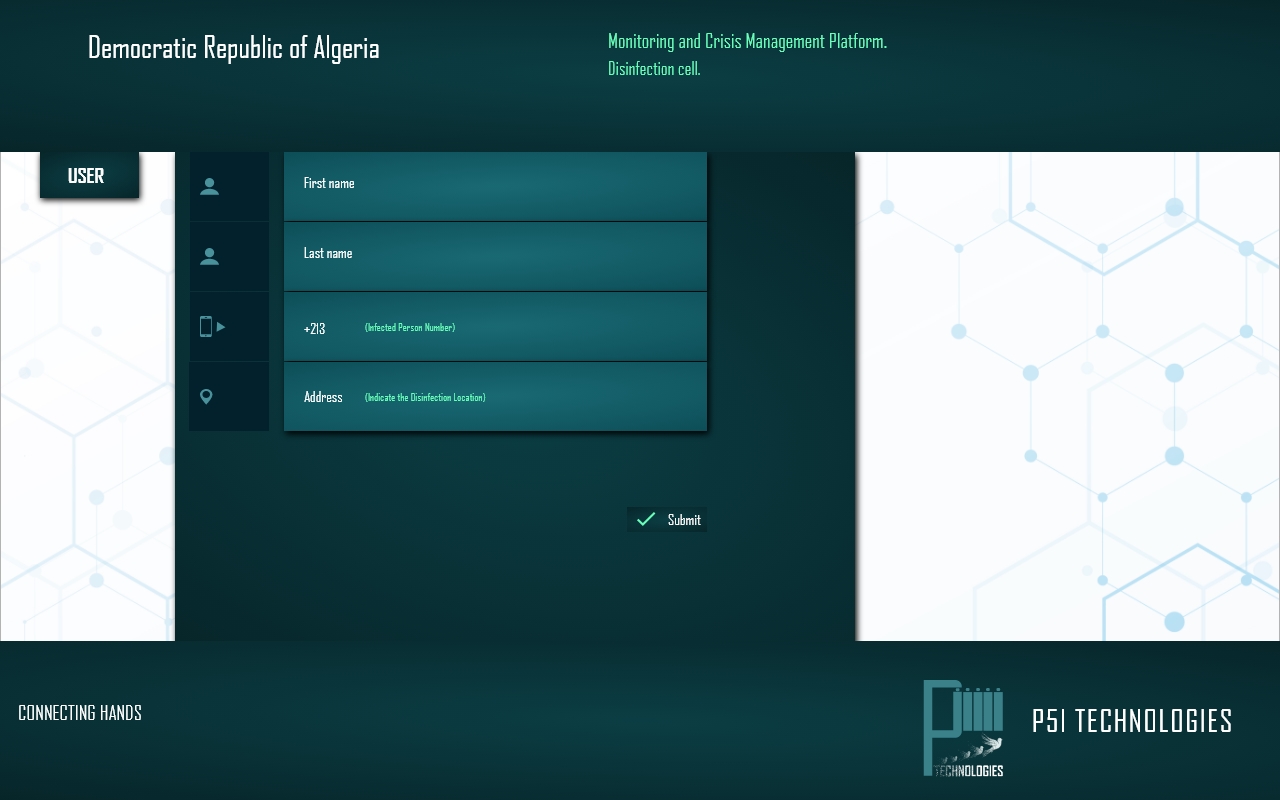 Democratic Republic of Algeria
Monitoring and Crisis Management Platform.
Disinfection cell.
USER
First name
Last name
+213 (Infected Person Number)
Address (Indicate the Disinfection Location)
Submit
CONNECTING HANDS
TECHNOLOGIES
P5I TECHNOLOGIES